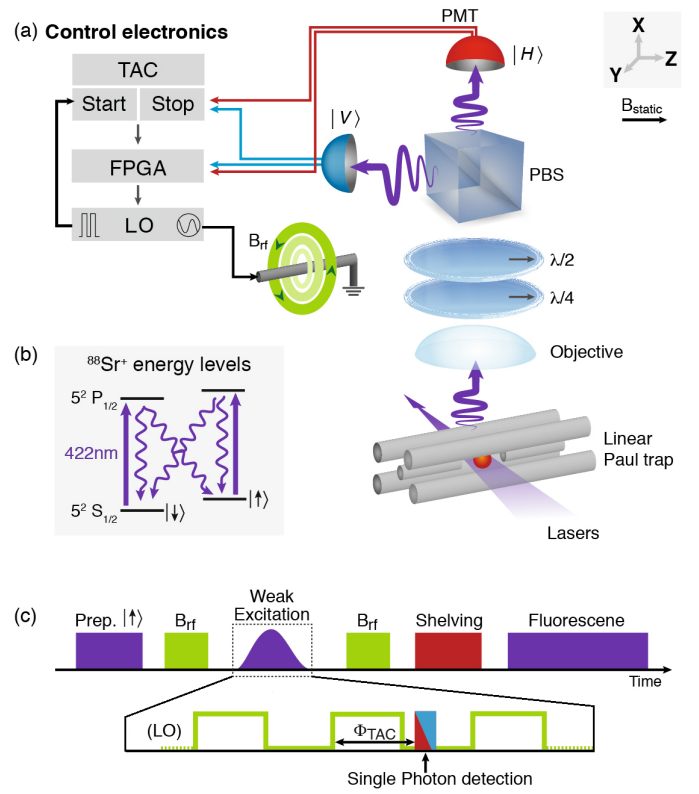 (a) Control electronics
PMT
TAC
Start Stop
FPGA
LO
|H⟩
|V⟩
PBS
X
Y
Z
B_static
B_rf
λ/2
λ/4
Objective
Linear
Paul trap
Lasers
(b)
⁸⁸Sr⁺ energy levels
5² P_1/2
422nm
5² S_1/2
|↓⟩
|↑⟩
(c)
Prep. |↑⟩
B_rf
Weak
Excitation
B_rf
Shelving
Fluorescene
Time
(LO)
Φ_TAC
Single Photon detection